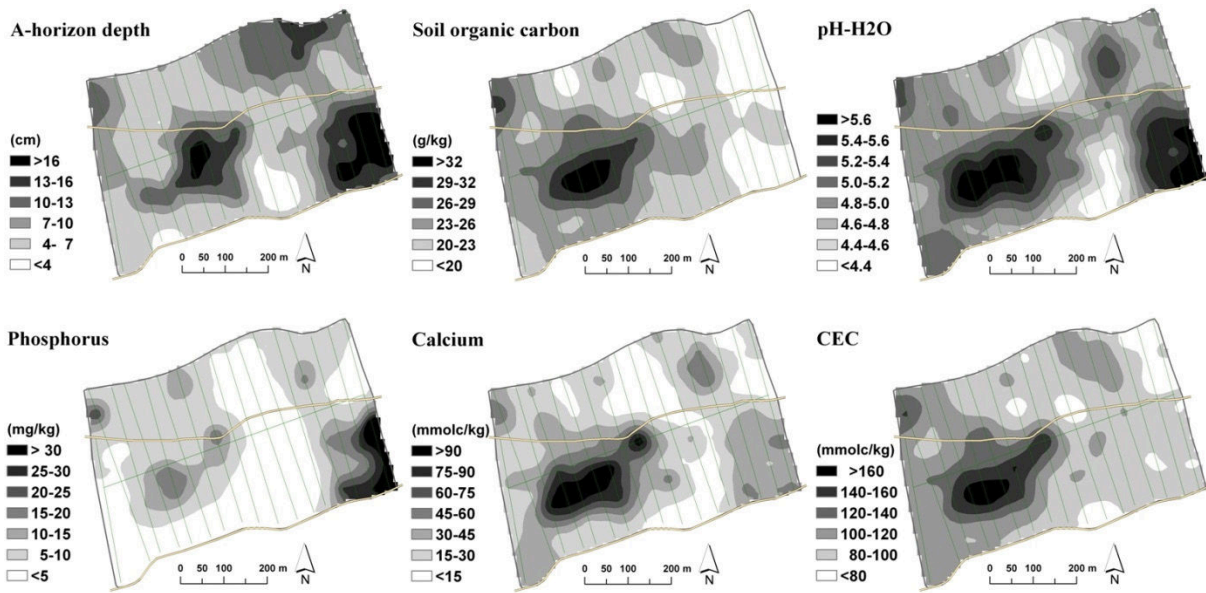 A-horizon depth
(cm)
>16
13-16
10-13
7-10
4- 7
<4
0 50 100 200 m
N
Soil organic carbon
(g/kg)
>32
29-32
26-29
23-26
20-23
<20
0 50 100 200 m
N
pH-H2O
>5.6
5.4-5.6
5.2-5.4
5.0-5.2
4.8-5.0
4.6-4.8
4.4-4.6
<4.4
0 50 100 200 m
N
Phosphorus
(mg/kg)
> 30
25-30
20-25
15-20
10-15
5-10
<5
0 50 100 200 m
N
Calcium
(mmolc/kg)
>90
75-90
60-75
45-60
30-45
15-30
<15
0 50 100 200 m
N
CEC
(mmolc/kg)
>160
140-160
120-140
100-120
80-100
<80
0 50 100 200 m
N